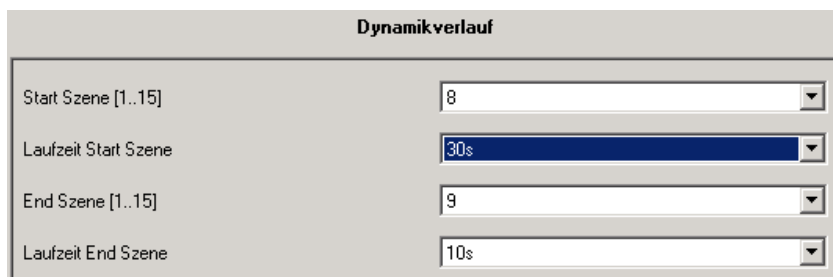 Dynamikverlauf
Start Szene [1..15] 8
Laufzeit Start Szene 30s
End Szene [1..15] 9
Laufzeit End Szene 10s